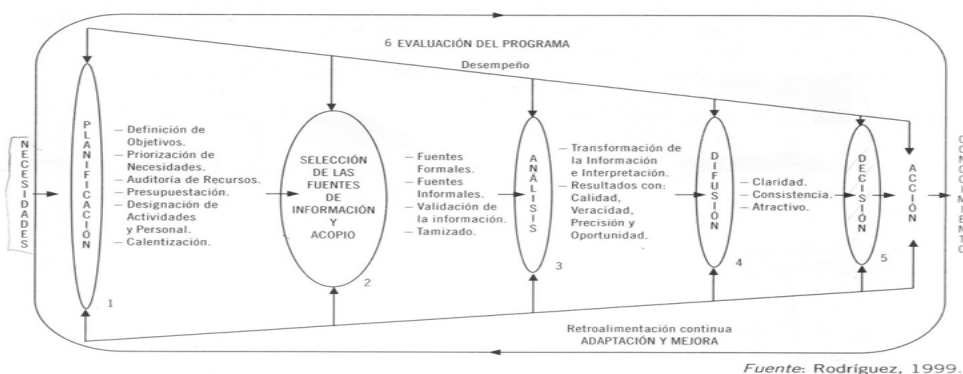 6 EVALUACIÓN DEL PROGRAMA
Desempeño
NECESIDADES
PLANIFICACIÓN
1
– Definición de
Objetivos.
– Priorización de
Necesidades.
– Auditoría de Recursos.
– Presupuestación.
– Designación de
Actividades
y Personal.
– Calentización.
SELECCIÓN
DE LAS
FUENTES
DE
INFORMACIÓN
Y
ACOPIO
2
– Fuentes
Formales.
– Fuentes
Informales.
– Validación de
la información.
– Tamizado.
ANÁLISIS
3
– Transformación de
la Información
e Interpretación.
– Resultados con:
Calidad,
Veracidad,
Precisión y
Oportunidad.
DIFUSIÓN
4
– Claridad.
– Consistencia.
– Atractivo.
DECISIÓN
5
ACCIÓN
CONOCIMIENTO
Retroalimentación continua
ADAPTACIÓN Y MEJORA
Fuente: Rodríguez, 1999.